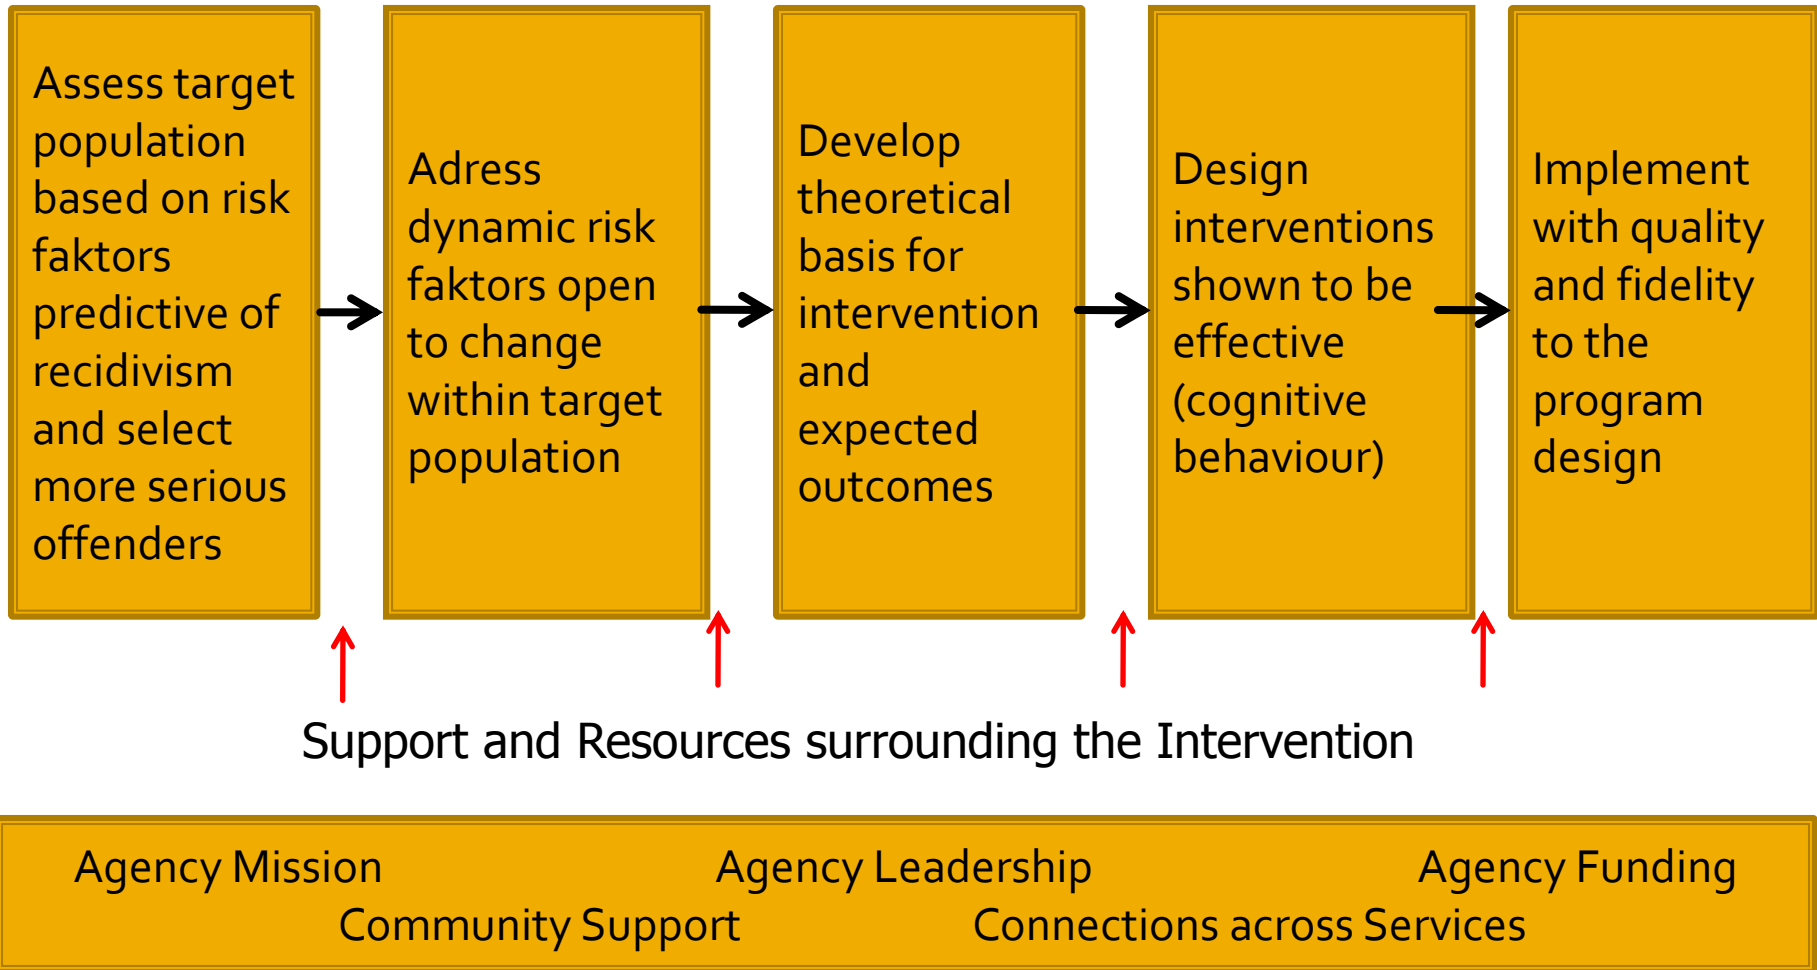 Assess target
population
based on risk
faktors
predictive of
recidivism
and select
more serious
offenders
Adress
dynamic risk
faktors open
to change
within target
population
Develop
theoretical
basis for
intervention
and
expected
outcomes
Design
interventions
shown to be
effective
(cognitive
behaviour)
Implement
with quality
and fidelity
to the
program
design
Support and Resources surrounding the Intervention
Agency Mission Agency Leadership Agency Funding
Community Support Connections across Services